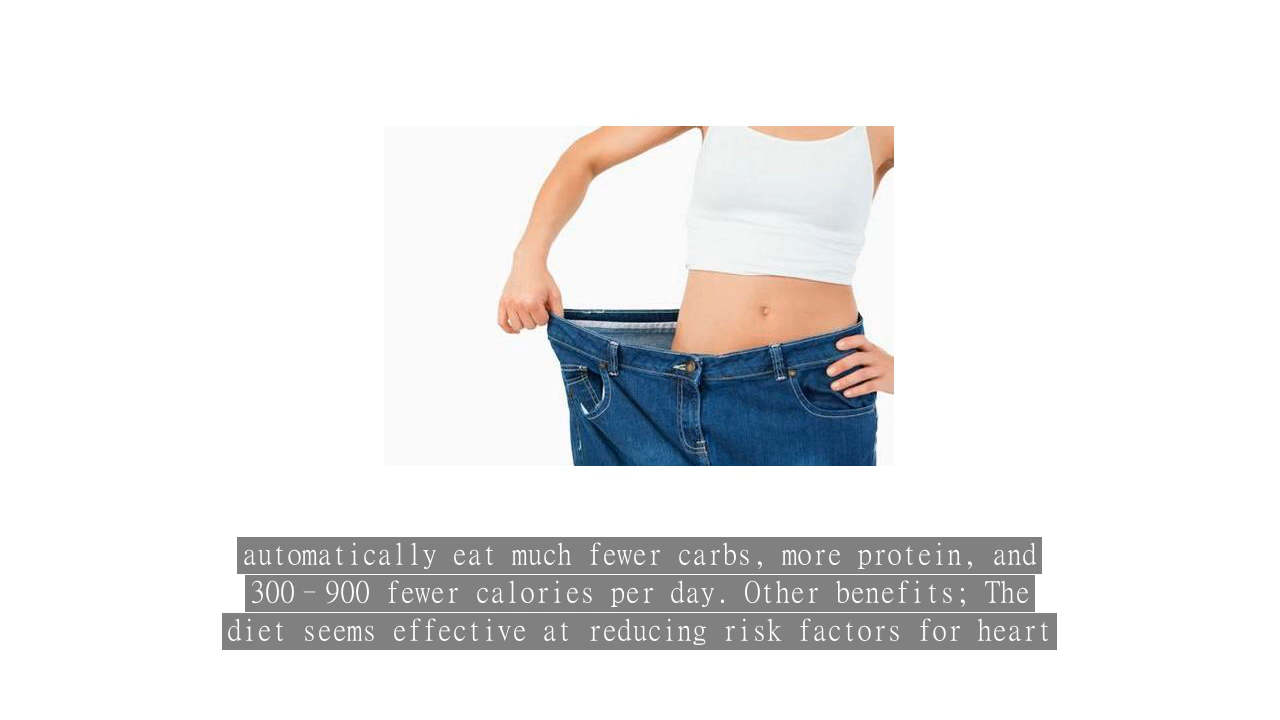 automatically eat much fewer carbs, more protein, and
300–900 fewer calories per day. Other benefits; The
diet seems effective at reducing risk factors for heart